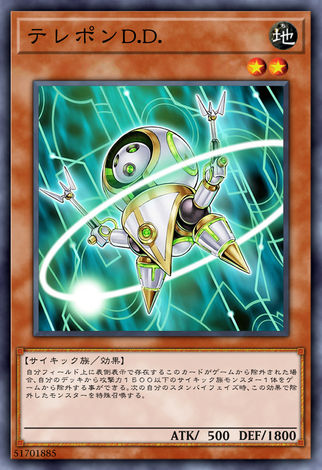 テレポンD.D.
地
ち
【サイキック族／効果】
自分フィールド上に表側表示で存在するこのカードがゲームから除外された場
合、自分のデッキから攻撃力１５００以下のサイキック族モンスター１体をゲ
ームから除外する事ができる。次の自分のスタンバイフェイズ時、この効果で除
外したモンスターを特殊召喚する。
ATK/ 500 DEF/1800
51701885